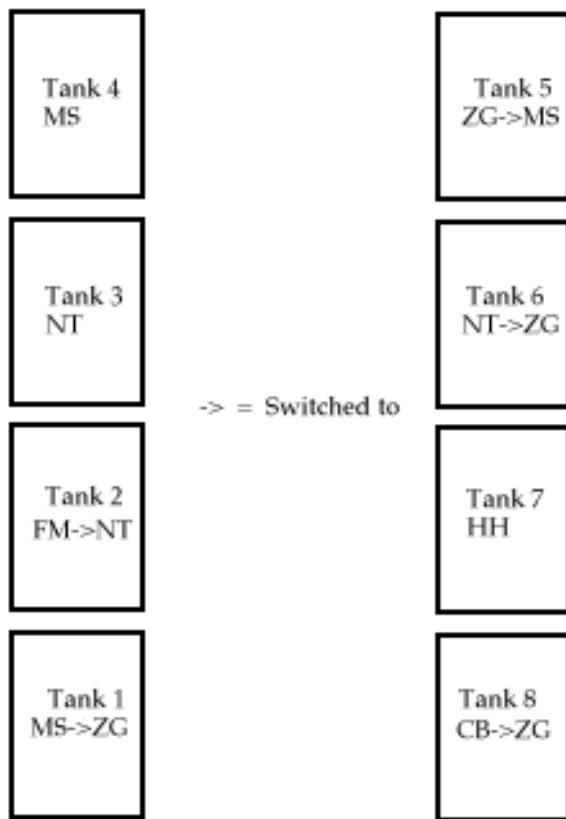 Tank 4
MS
Tank 5
ZG->MS
Tank 3
NT
Tank 6
NT->ZG
-> = Switched to
Tank 2
FM->NT
Tank 7
HH
Tank 1
MS->ZG
Tank 8
CB->ZG